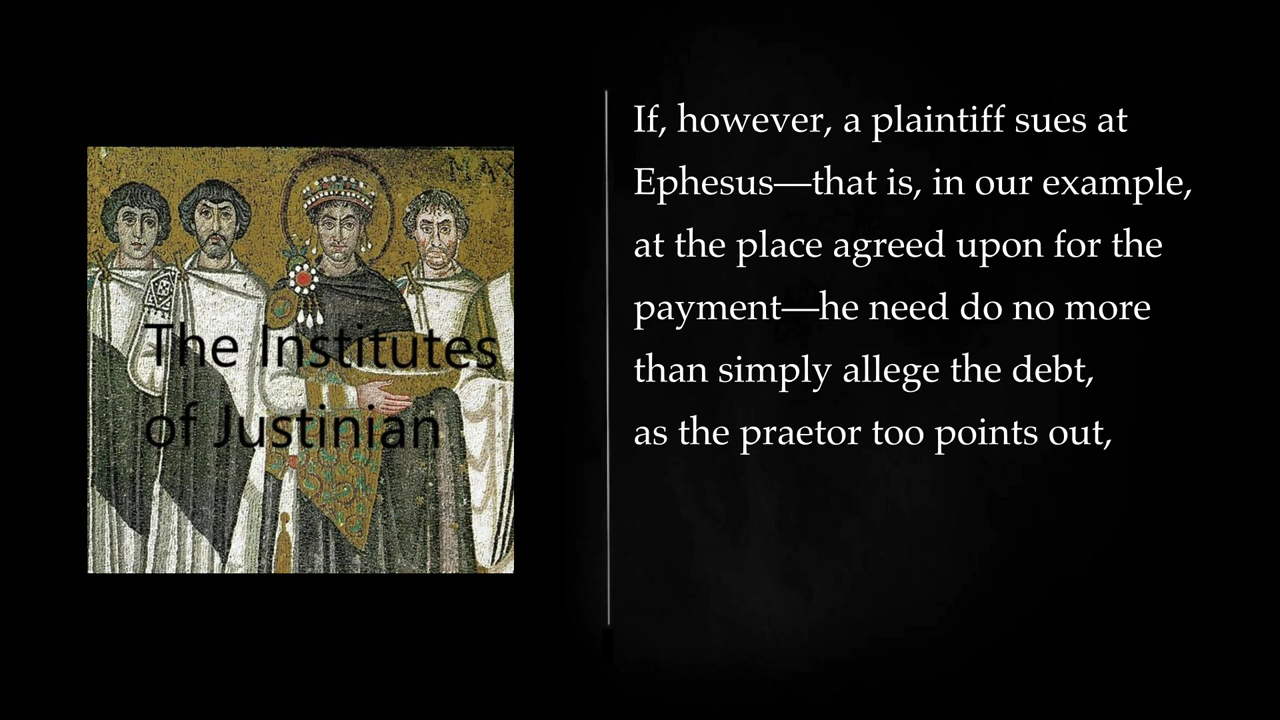 MAX
The Institutes
of Justinian
If, however, a plaintiff sues at
Ephesus—that is, in our example,
at the place agreed upon for the
payment—he need do no more
than simply allege the debt,
as the praetor too points out,